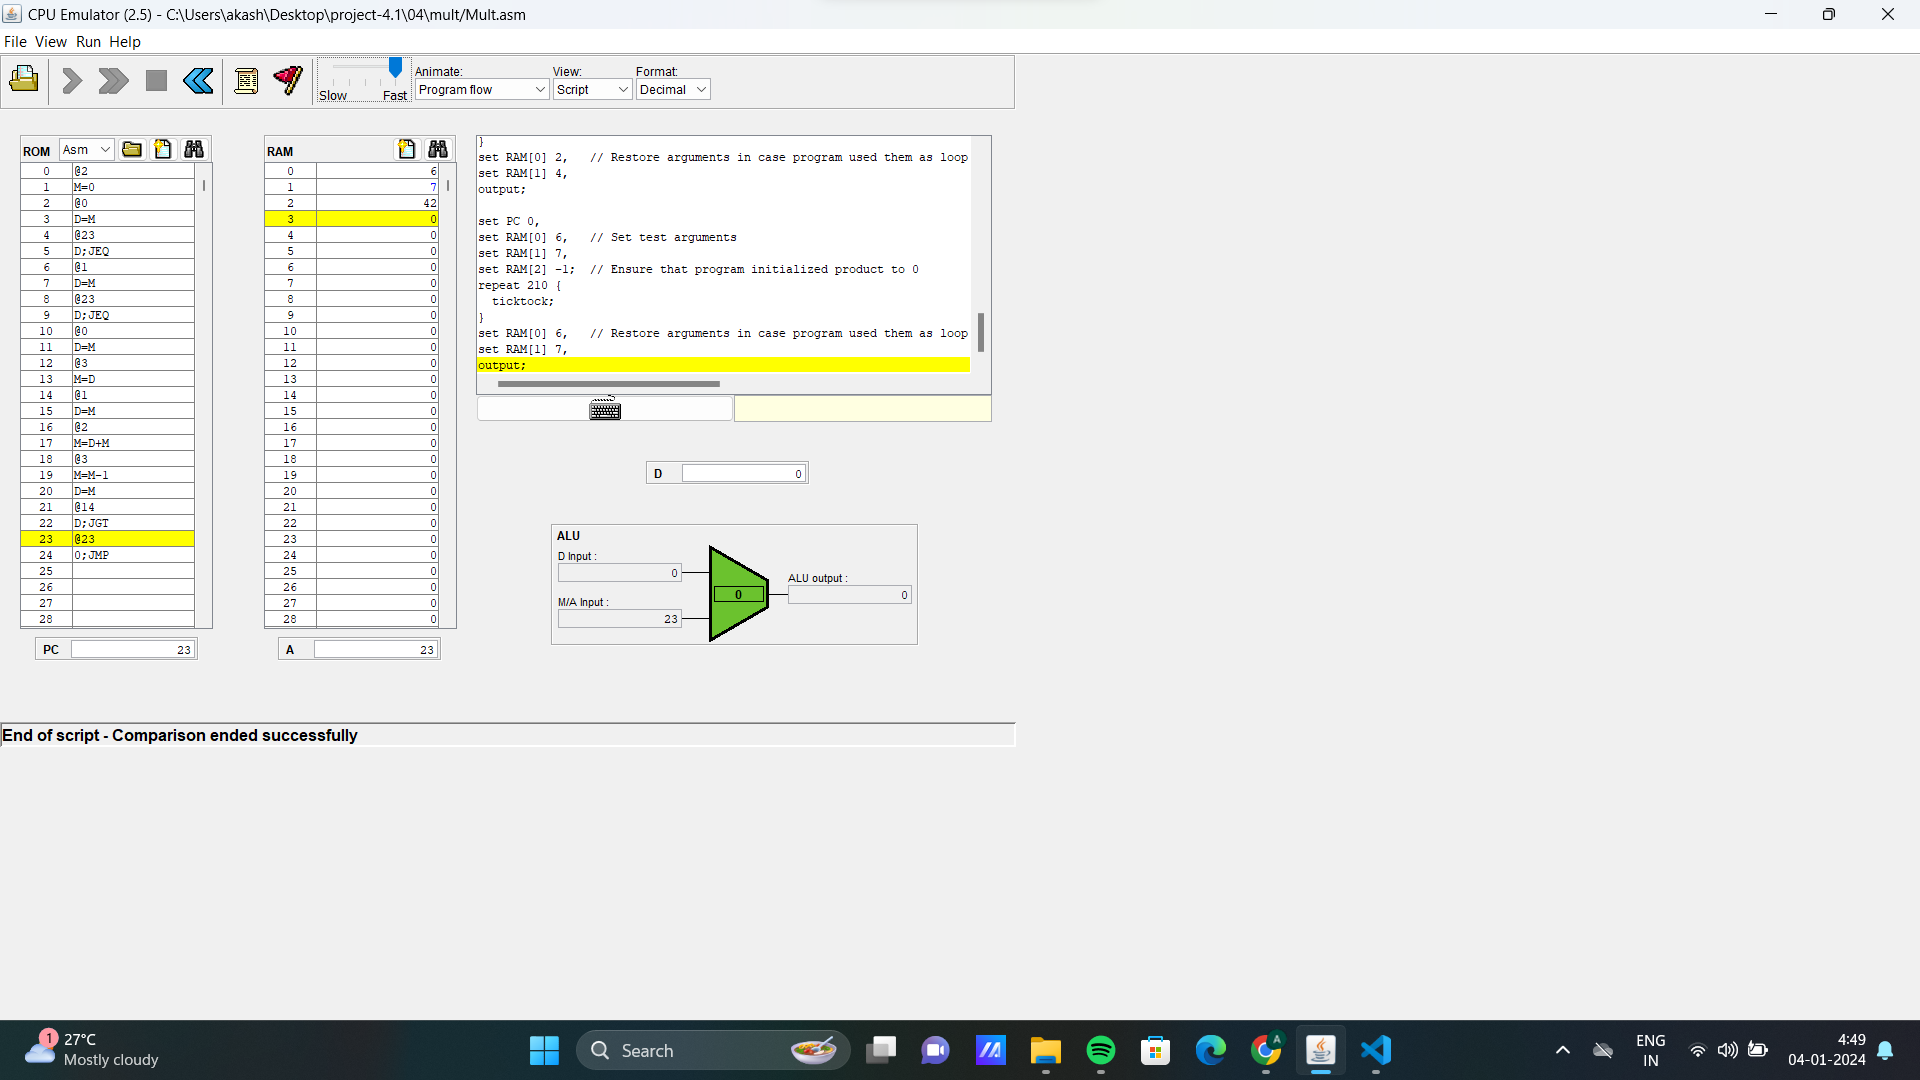 CPU Emulator (2.5) - C:\Users\akash\Desktop\project-4.1\04\mult/Mult.asm
File View Run Help
Slow Fast
Animate: View: Format:
Program flow Script Decimal
ROM Asm
0 @2
1 M=0
2 @0
3 D=M
4 @23
5 D;JEQ
6 @1
7 D=M
8 @23
9 D;JEQ
10 @0
11 D=M
12 @3
13 M=D
14 @1
15 D=M
16 @2
17 M=D+M
18 @3
19 M=M-1
20 D=M
21 @14
22 D;JGT
23 @23
24 0;JMP
25
26
27
28
PC 23
RAM
0 6
1 7
2 42
3 0
4 0
5 0
6 0
7 0
8 0
9 0
10 0
11 0
12 0
13 0
14 0
15 0
16 0
17 0
18 0
19 0
20 0
21 0
22 0
23 0
24 0
25 0
26 0
27 0
28 0
A 23
}
set RAM[0] 2, // Restore arguments in case program used them as loop
set RAM[1] 4,
output;
set PC 0,
set RAM[0] 6, // Set test arguments
set RAM[1] 7,
set RAM[2] -1; // Ensure that program initialized product to 0
repeat 210 {
ticktock;
}
set RAM[0] 6, // Restore arguments in case program used them as loop
set RAM[1] 7,
output;
D 0
ALU
D Input :
0
M/A Input :
23
0
ALU output :
0
End of script - Comparison ended successfully
1
27°C
Mostly cloudy
Search
A
ENG
IN
4:49
04-01-2024